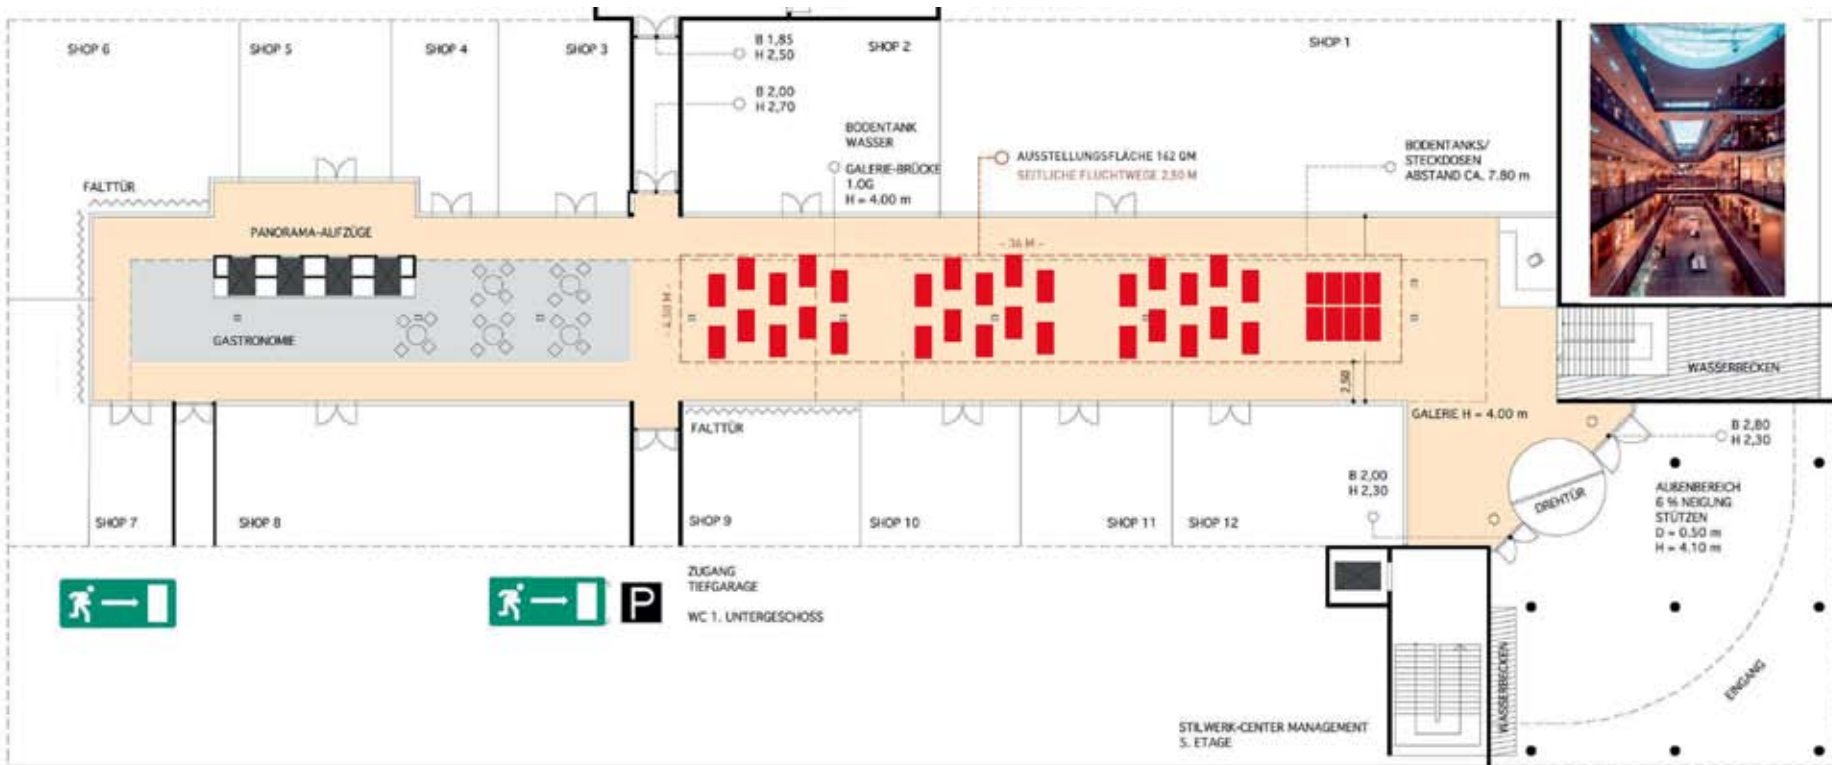 SHOP 6
SHOP 5
SHOP 4
SHOP 3
B 1,85
H 2,50
SHOP 2
SHOP 1
B 2,00
H 2,70
BODENTANK
WASSER
GALERIE-BRÜCKE
1.OG
H = 4.00 m
AUSSTELLUNGSFLÄCHE 162 QM
SEITLICHE FLUCHTWEGE 2,50 M
BODENTANKS/
STECKDOSEN
ABSTAND CA. 7.80 m
FALTTÜR
PANORAMA-AUFZÜGE
- 36 M -
- 4,50 M -
GASTRONOMIE
2,50
WASSERBECKEN
GALERIE H = 4.00 m
FALTTÜR
B 2,80
H 2,30
B 2,00
H 2,30
DREHTÜR
AUßENBEREICH
6 % NEIGUNG
STÜTZEN
D = 0.50 m
H = 4.10 m
SHOP 7
SHOP 8
SHOP 9
SHOP 10
SHOP 11
SHOP 12
P
ZUGANG
TIEFGARAGE
WC 1. UNTERGESCHOSS
WASSERBECKEN
EINGANG
STILWERK-CENTER MANAGEMENT
5. ETAGE